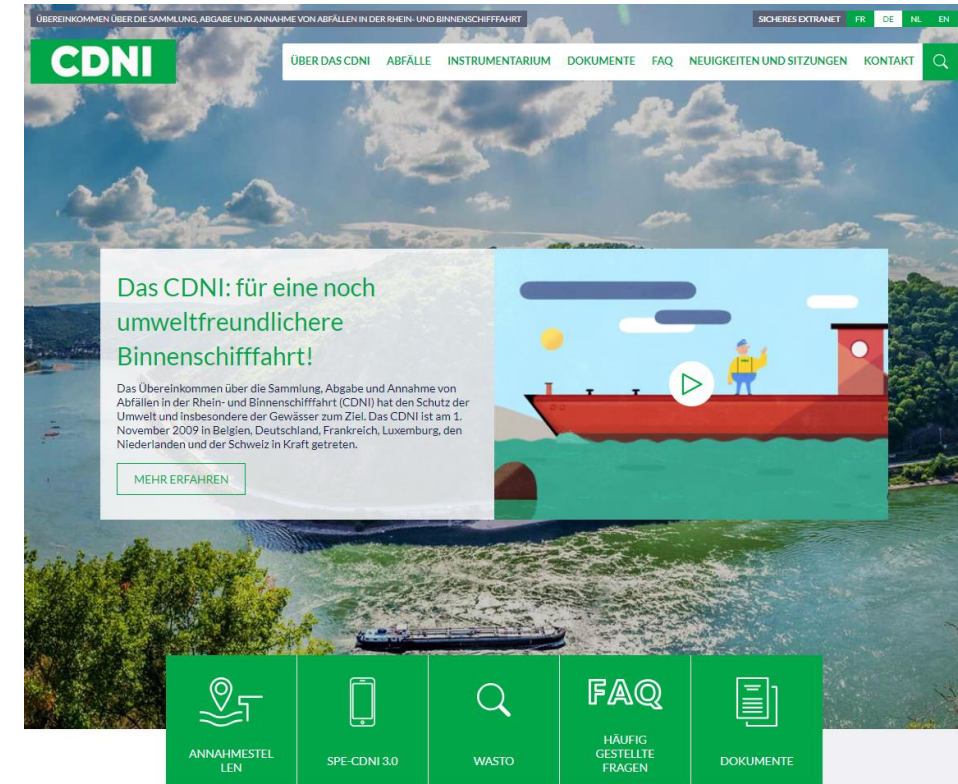 ÜBEREINKOMMEN ÜBER DIE SAMMLUNG, ABGABE UND ANNAHME VON ABFÄLLEN IN DER RHEIN- UND BINNENSCHIFFFAHRT
SICHERES EXTRANET FR DE NL EN
CDNI
ÜBER DAS CDNI ABFÄLLE INSTRUMENTARIUM DOKUMENTE FAQ NEUIGKEITEN UND SITZUNGEN KONTAKT
Das CDNI: für eine noch
umweltfreundlichere
Binnenschifffahrt!
Das Übereinkommen über die Sammlung, Abgabe und Annahme von
Abfällen in der Rhein- und Binnenschifffahrt (CDNI) hat den Schutz der
Umwelt und insbesondere der Gewässer zum Ziel. Das CDNI ist am 1.
November 2009 in Belgien, Deutschland, Frankreich, Luxemburg, den
Niederlanden und der Schweiz in Kraft getreten.
MEHR ERFAHREN
ANNAHMESTEL
LEN
SPE-CDNI 3.0
WASTO
FAQ
HÄUFIG
GESTELLTE
FRAGEN
DOKUMENTE